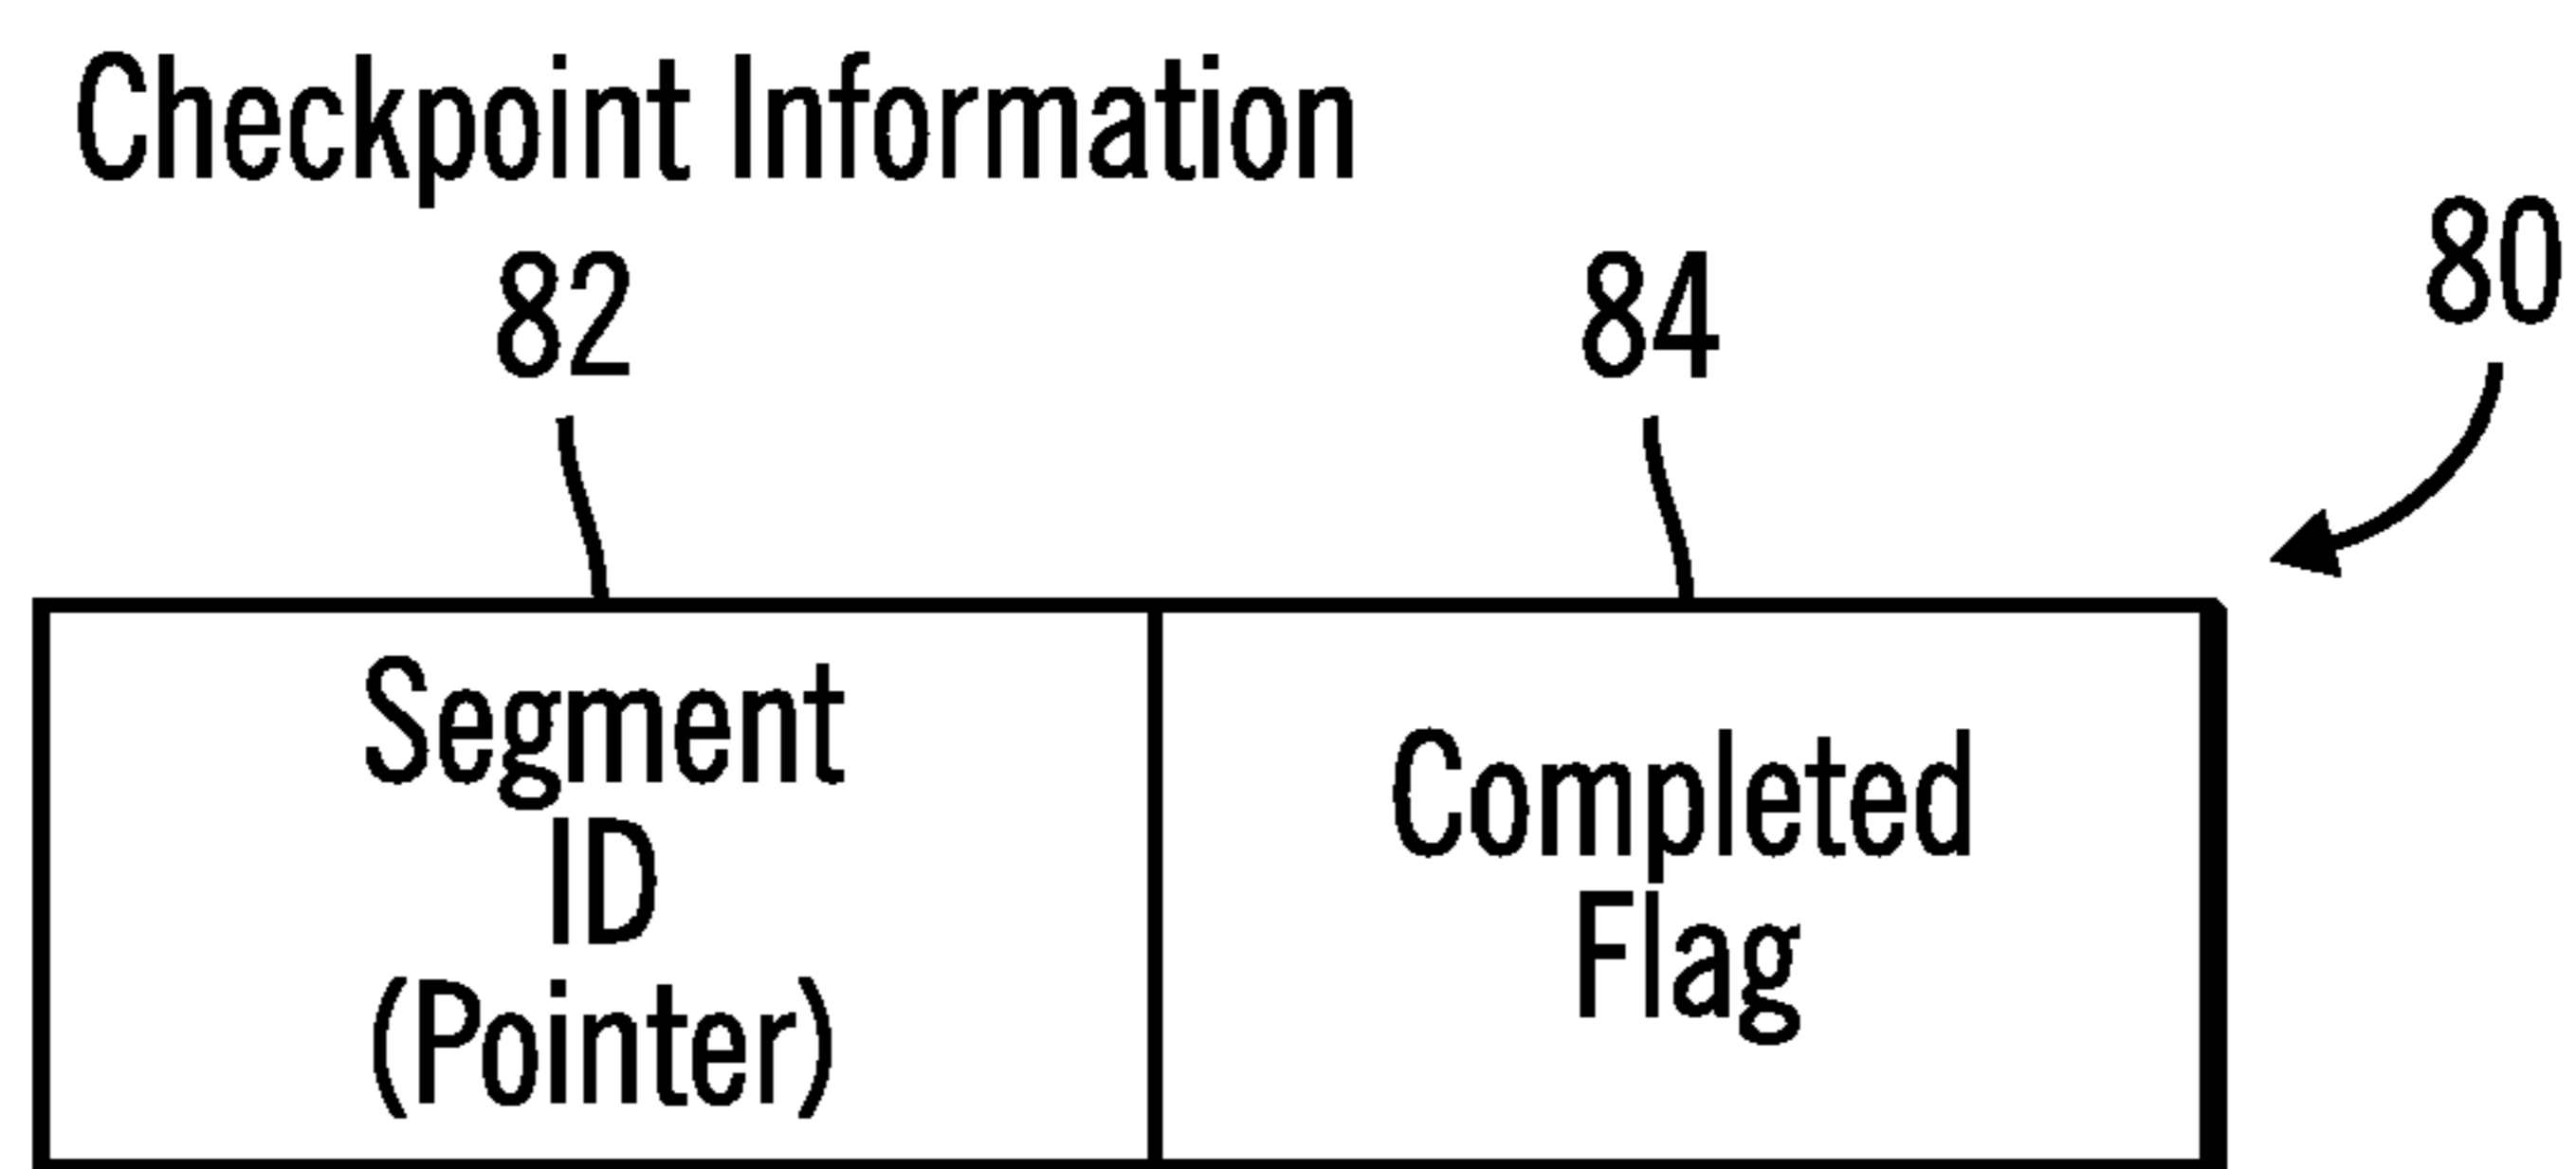 Checkpoint Information
80
82
84
Segment
ID
(Pointer)
Completed
Flag